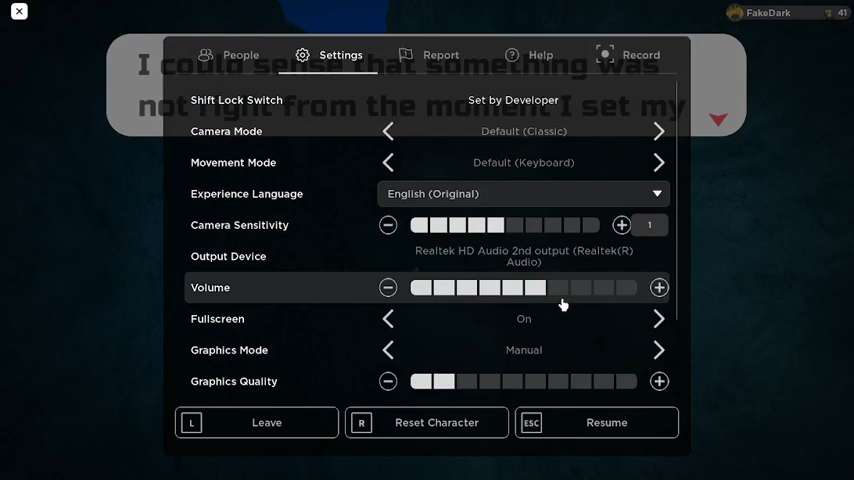 FakeDark 41
I could sense that something was
not right from the moment I set my
People Settings Report Help Record
Shift Lock Switch Set by Developer
Camera Mode Default (Classic)
Movement Mode Default (Keyboard)
Experience Language English (Original)
Camera Sensitivity 1
Output Device Realtek HD Audio 2nd output (Realtek(R)
Audio)
Volume
Fullscreen On
Graphics Mode Manual
Graphics Quality
L Leave R Reset Character ESC Resume